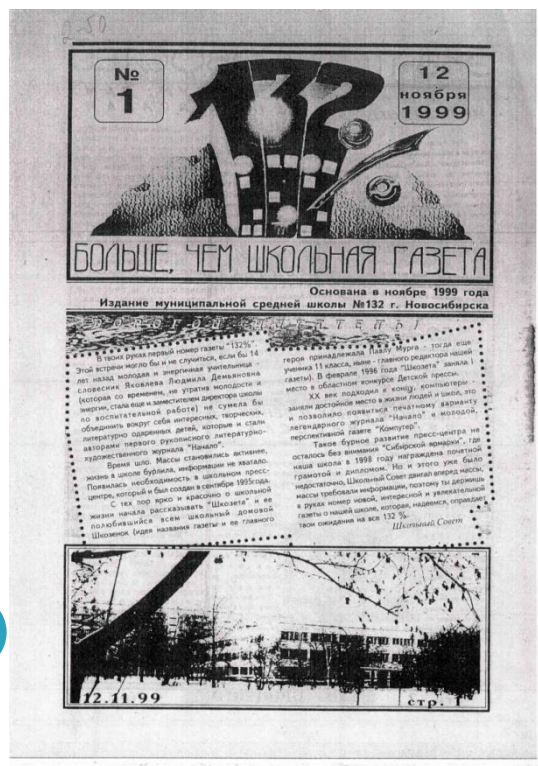 2-50
№
1
132
12
ноября
1999
БОЛЬШЕ, ЧЕМ ШКОЛЬНАЯ ГАЗЕТА
Основана в ноябре 1999 года
Издание муниципальной средней школы №132 г. Новосибирска
В твоих руках первый номер газеты "132%".
Этой встречи могло бы и не случиться, если бы 14
лет назад молодая и энергичная учительница -
словесник Яковлева Людмила Демьяновна
(которая со временем, не утратив молодости и
энергии, стала еще и заместителем директора школы
по воспитательной работе) не сумела бы
объединить вокруг себя интересных, творческих,
литературно одаренных детей, которые и стали
авторами первого рукописного литературно-
художественного журнала "Начало".
Время шло. Массы становились активнее,
жизнь в школе бурлила, информации не хватало.
Появилась необходимость в школьном пресс-
центре, который и был создан в сентябре 1995года.
С тех пор ярко и красочно о школьной
жизни начала рассказывать "Шкозета" и ее
полюбившийся всем школьный домовой
Шкозенок (идея названия газеты и ее главного
героя принадлежала Павлу Мурга - тогда еще
ученика 11 класса, ныне - главного редактора нашей
газеты). В феврале 1996 года "Шкозета" заняла I
место в областном конкурсе Детской прессы.
XX век подходил к концу, компьютеры
заняли достойное место в жизни людей и школ, это
и позволило появиться печатному варианту
легендарного журнала "Начало" и молодой,
перспективной газете "Компутер".
Такое бурное развитие пресс-центра не
осталось без внимания "Сибирской ярмарки", где
наша школа в 1998 году награждена почетной
грамотой и дипломом. Но и этого уже было
недостаточно, Школьный Совет двигал вперед массы,
массы требовали информации, поэтому ты держишь
в руках номер новой, интересной и увлекательной
газеты о нашей школе, которая, надеемся, оправдает
твои ожидания на все 132 %.
Школьный Совет
12.11.99
стр. 1